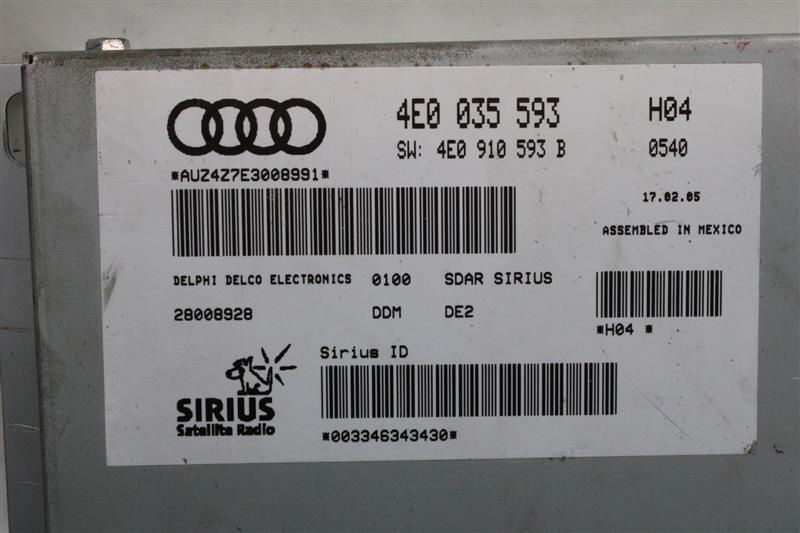 4E0 035 593 H04
SW: 4E0 910 593 B 0540
*AUZ4Z7E3008991*
17.02.05
ASSEMBLED IN MEXICO
DELPHI DELCO ELECTRONICS 0100 SDAR SIRIUS
28008928 DDM DE2
*H04 *
Sirius ID
SIRIUS
Satellite Radio
*003346343430*